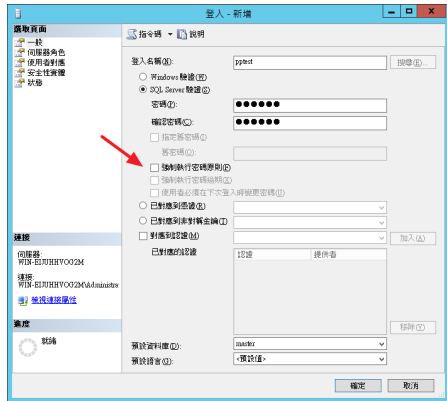 登入 - 新增
選取頁面
一般
伺服器角色
使用者對應
安全性實體
狀態
指令碼
說明
登入名稱(N):
pptest
搜尋(E)...
Windows 驗證(W)
SQL Server 驗證(S)
密碼(P):
確認密碼(C):
指定舊密碼(I)
舊密碼(O):
強制執行密碼原則(F)
強制執行密碼逾期(X)
使用者必須在下次登入時變更密碼(U)
已對應到憑證(R)
已對應到非對稱金鑰(T)
對應到認證(M)
加入(A)
已對應的認證
認證
提供者
移除(V)
預設資料庫(D):
master
預設語言(G):
<預設值>
連接
伺服器:
WIN-EIJUHHVOG2M
連接:
WIN-EIJUHHVOG2M\Administra
檢視連接屬性
進度
就緒
確定
取消